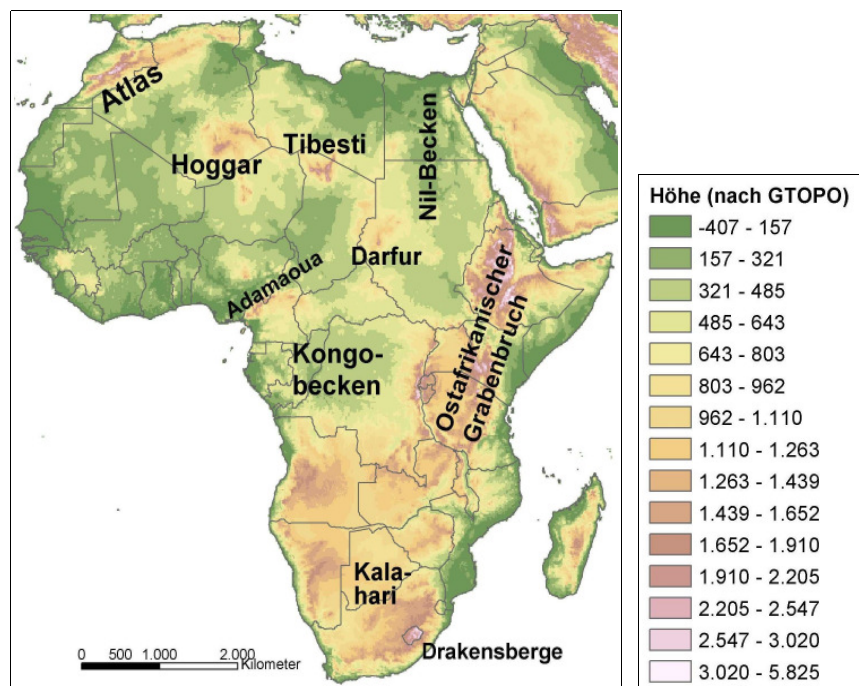 Atlas
Hoggar
Tibesti
Nil-Becken
Darfur
Adamaoua
Ostafrikanischer
Grabenbruch
Kongo-
becken
Kala-
hari
Drakensberge
0 500 1.000 2.000
Kilometer
Höhe (nach GTOPO)
-407 - 157
157 - 321
321 - 485
485 - 643
643 - 803
803 - 962
962 - 1.110
1.110 - 1.263
1.263 - 1.439
1.439 - 1.652
1.652 - 1.910
1.910 - 2.205
2.205 - 2.547
2.547 - 3.020
3.020 - 5.825